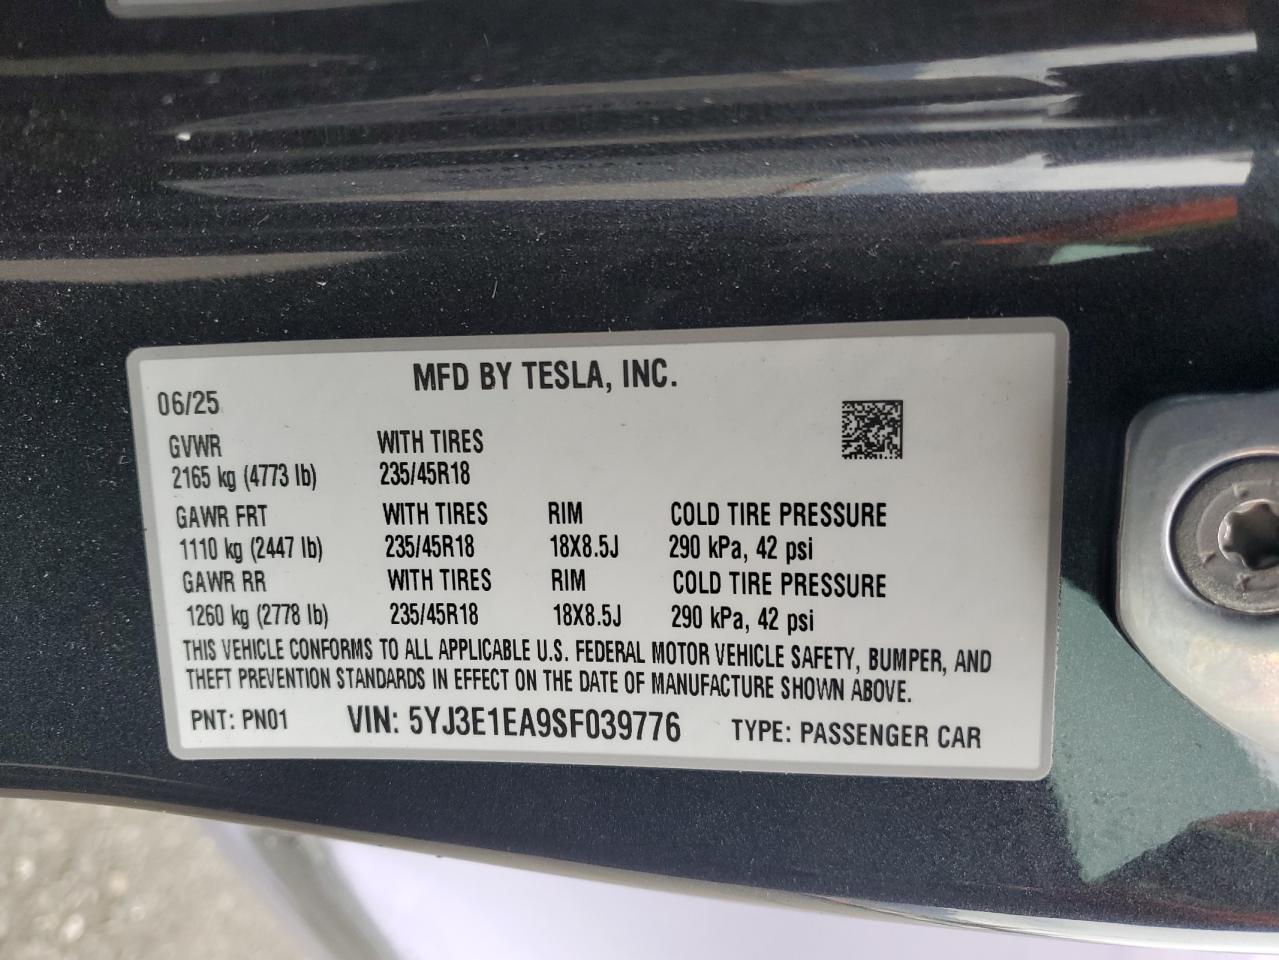 MFD BY TESLA, INC.
06/25
GVWR WITH TIRES
2165 kg (4773 lb) 235/45R18
GAWR FRT WITH TIRES RIM COLD TIRE PRESSURE
1110 kg (2447 lb) 235/45R18 18X8.5J 290 kPa, 42 psi
GAWR RR WITH TIRES RIM COLD TIRE PRESSURE
1260 kg (2778 lb) 235/45R18 18X8.5J 290 kPa, 42 psi
THIS VEHICLE CONFORMS TO ALL APPLICABLE U.S. FEDERAL MOTOR VEHICLE SAFETY, BUMPER, AND
THEFT PREVENTION STANDARDS IN EFFECT ON THE DATE OF MANUFACTURE SHOWN ABOVE.
PNT: PN01 VIN: 5YJ3E1EA9SF039776 TYPE: PASSENGER CAR